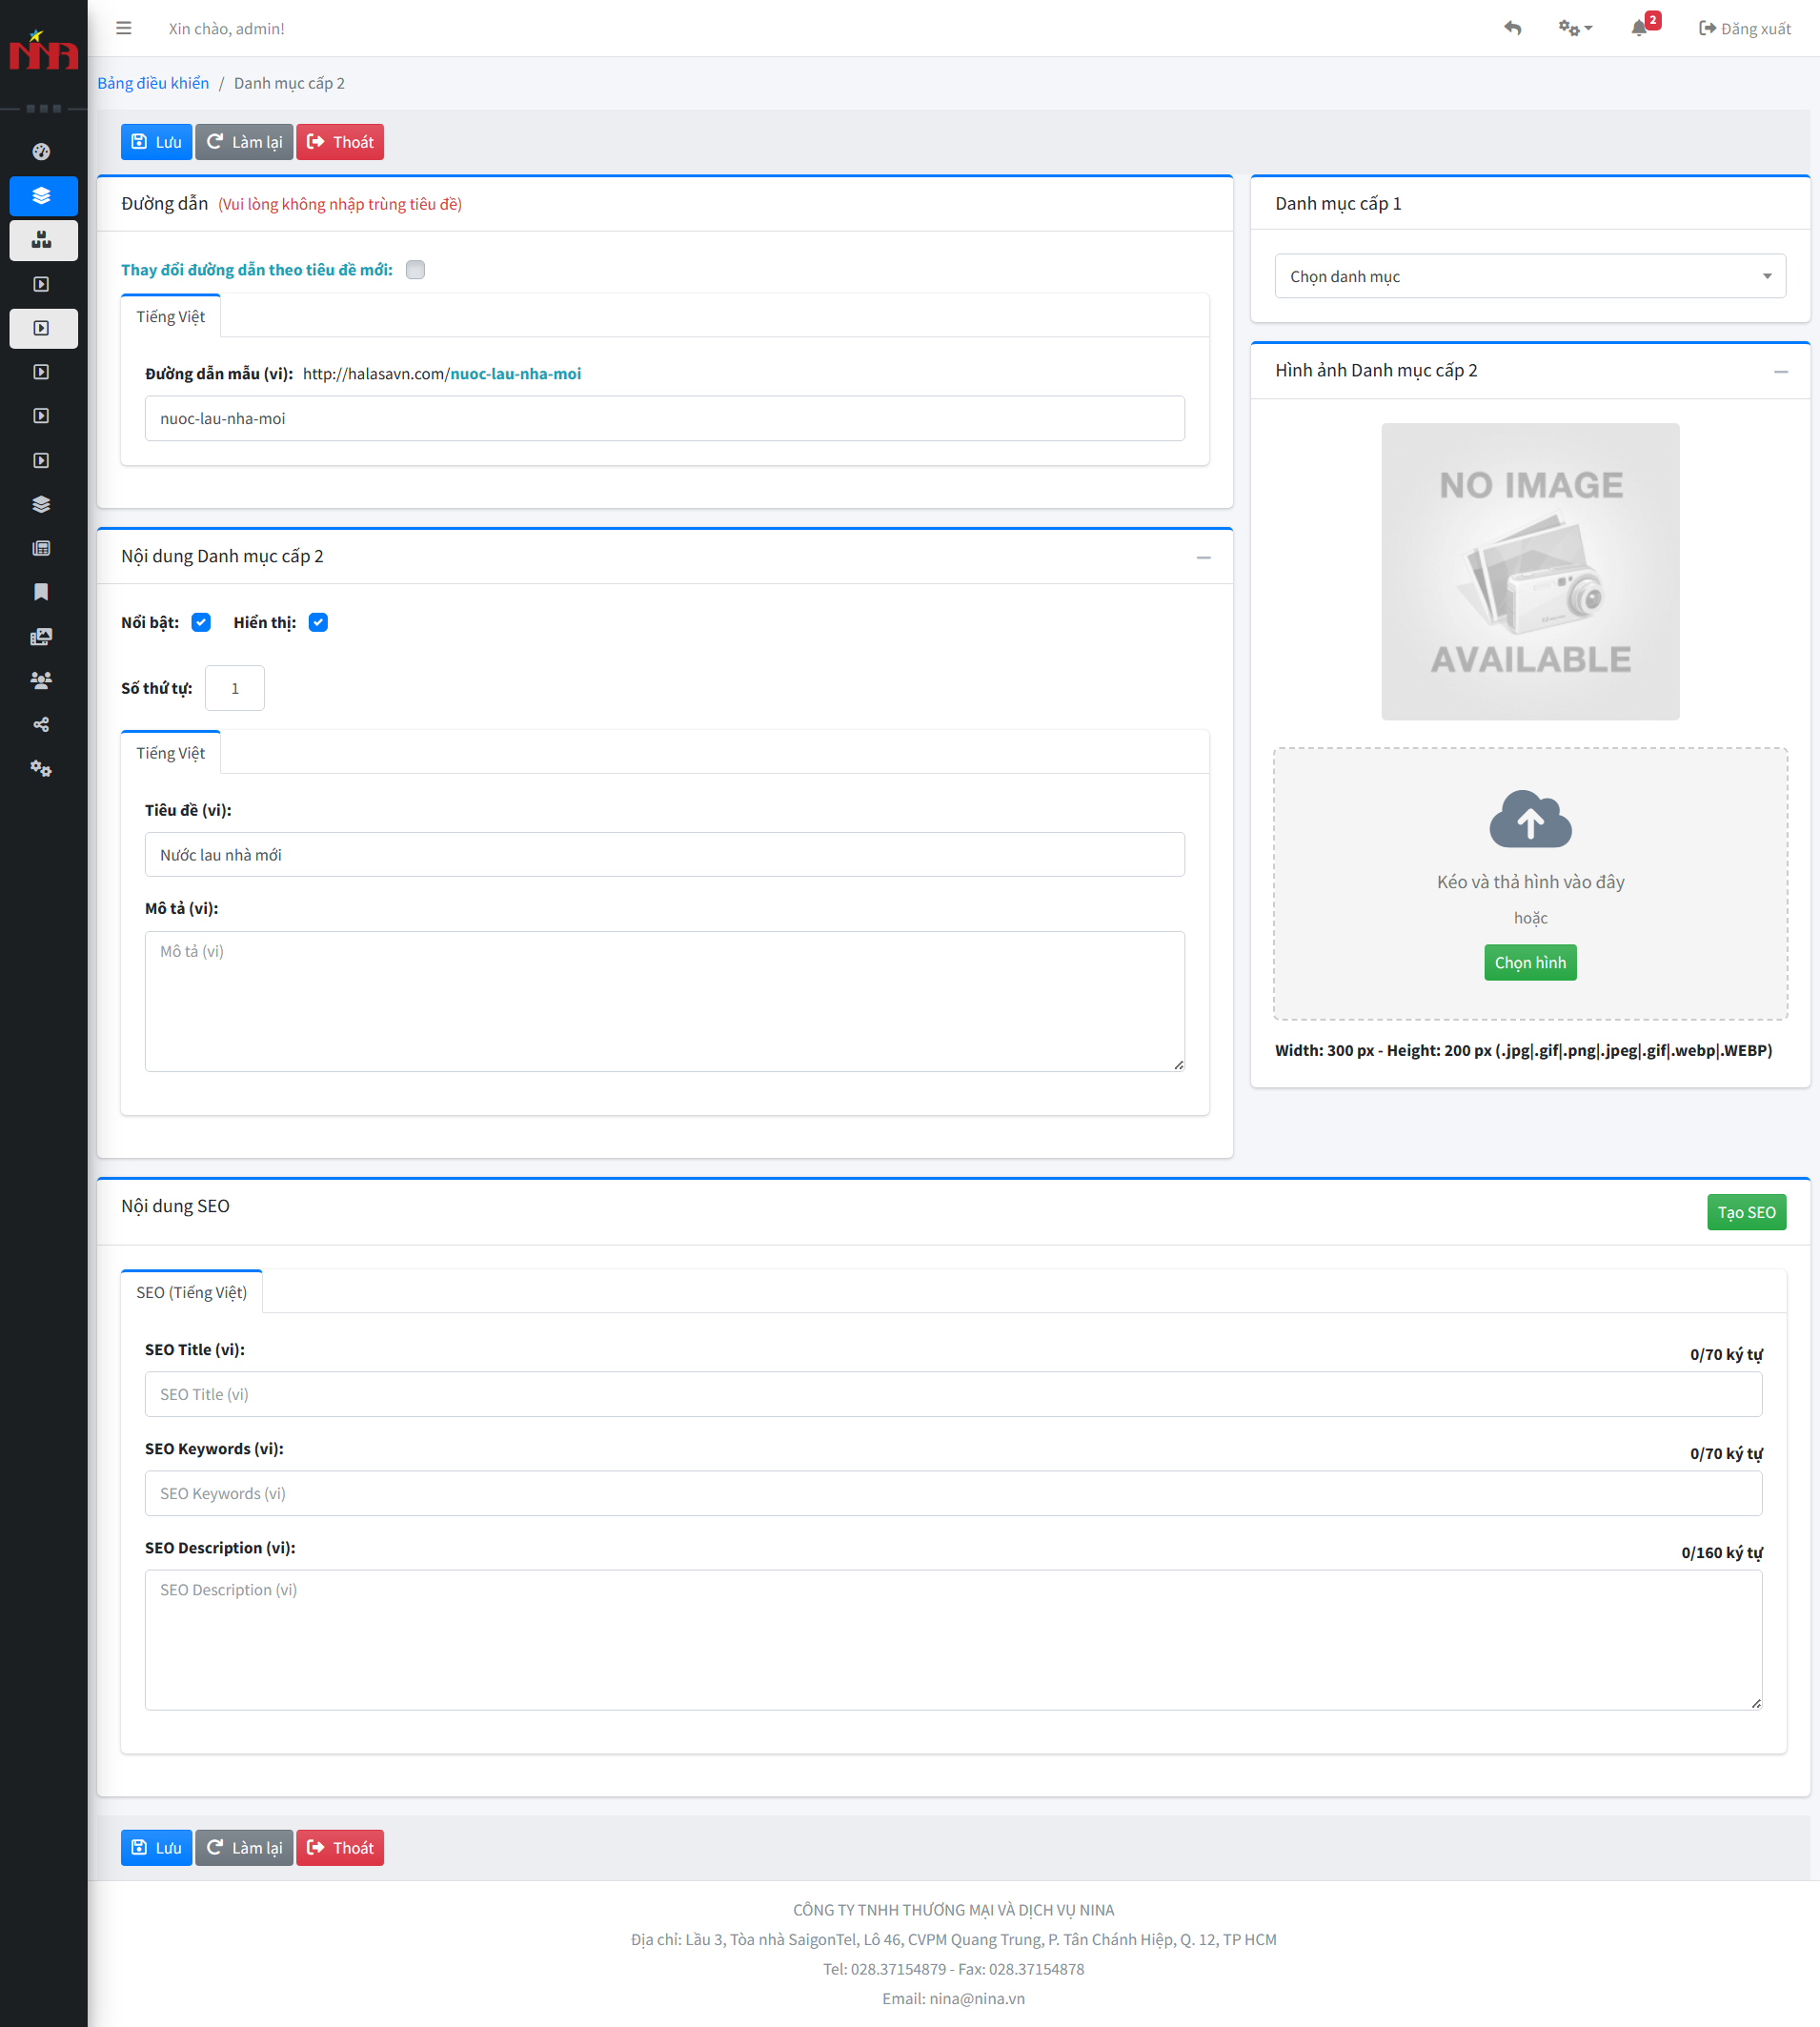 NINA
Xin chào, admin!
2
Đăng xuất
Bảng điều khiển / Danh mục cấp 2
Lưu
Làm lại
Thoát
Đường dẫn (Vui lòng không nhập trùng tiêu đề)
Thay đổi đường dẫn theo tiêu đề mới:
Tiếng Việt
Đường dẫn mẫu (vi): http://halasavn.com/nuoc-lau-nha-moi
nuoc-lau-nha-moi
Danh mục cấp 1
Chọn danh mục
Hình ảnh Danh mục cấp 2
NO IMAGE
AVAILABLE
Kéo và thả hình vào đây
hoặc
Chọn hình
Width: 300 px - Height: 200 px (.jpg|.gif|.png|.jpeg|.gif|.webp|.WEBP)
Nội dung Danh mục cấp 2
Nổi bật:
Hiển thị:
Số thứ tự: 1
Tiếng Việt
Tiêu đề (vi):
Nước lau nhà mới
Mô tả (vi):
Mô tả (vi)
Nội dung SEO
Tạo SEO
SEO (Tiếng Việt)
SEO Title (vi):
0/70 ký tự
SEO Title (vi)
SEO Keywords (vi):
0/70 ký tự
SEO Keywords (vi)
SEO Description (vi):
0/160 ký tự
SEO Description (vi)
Lưu
Làm lại
Thoát
CÔNG TY TNHH THƯƠNG MẠI VÀ DỊCH VỤ NINA
Địa chỉ: Lầu 3, Tòa nhà SaigonTel, Lô 46, CVPM Quang Trung, P. Tân Chánh Hiệp, Q. 12, TP HCM
Tel: 028.37154879 - Fax: 028.37154878
Email: nina@nina.vn